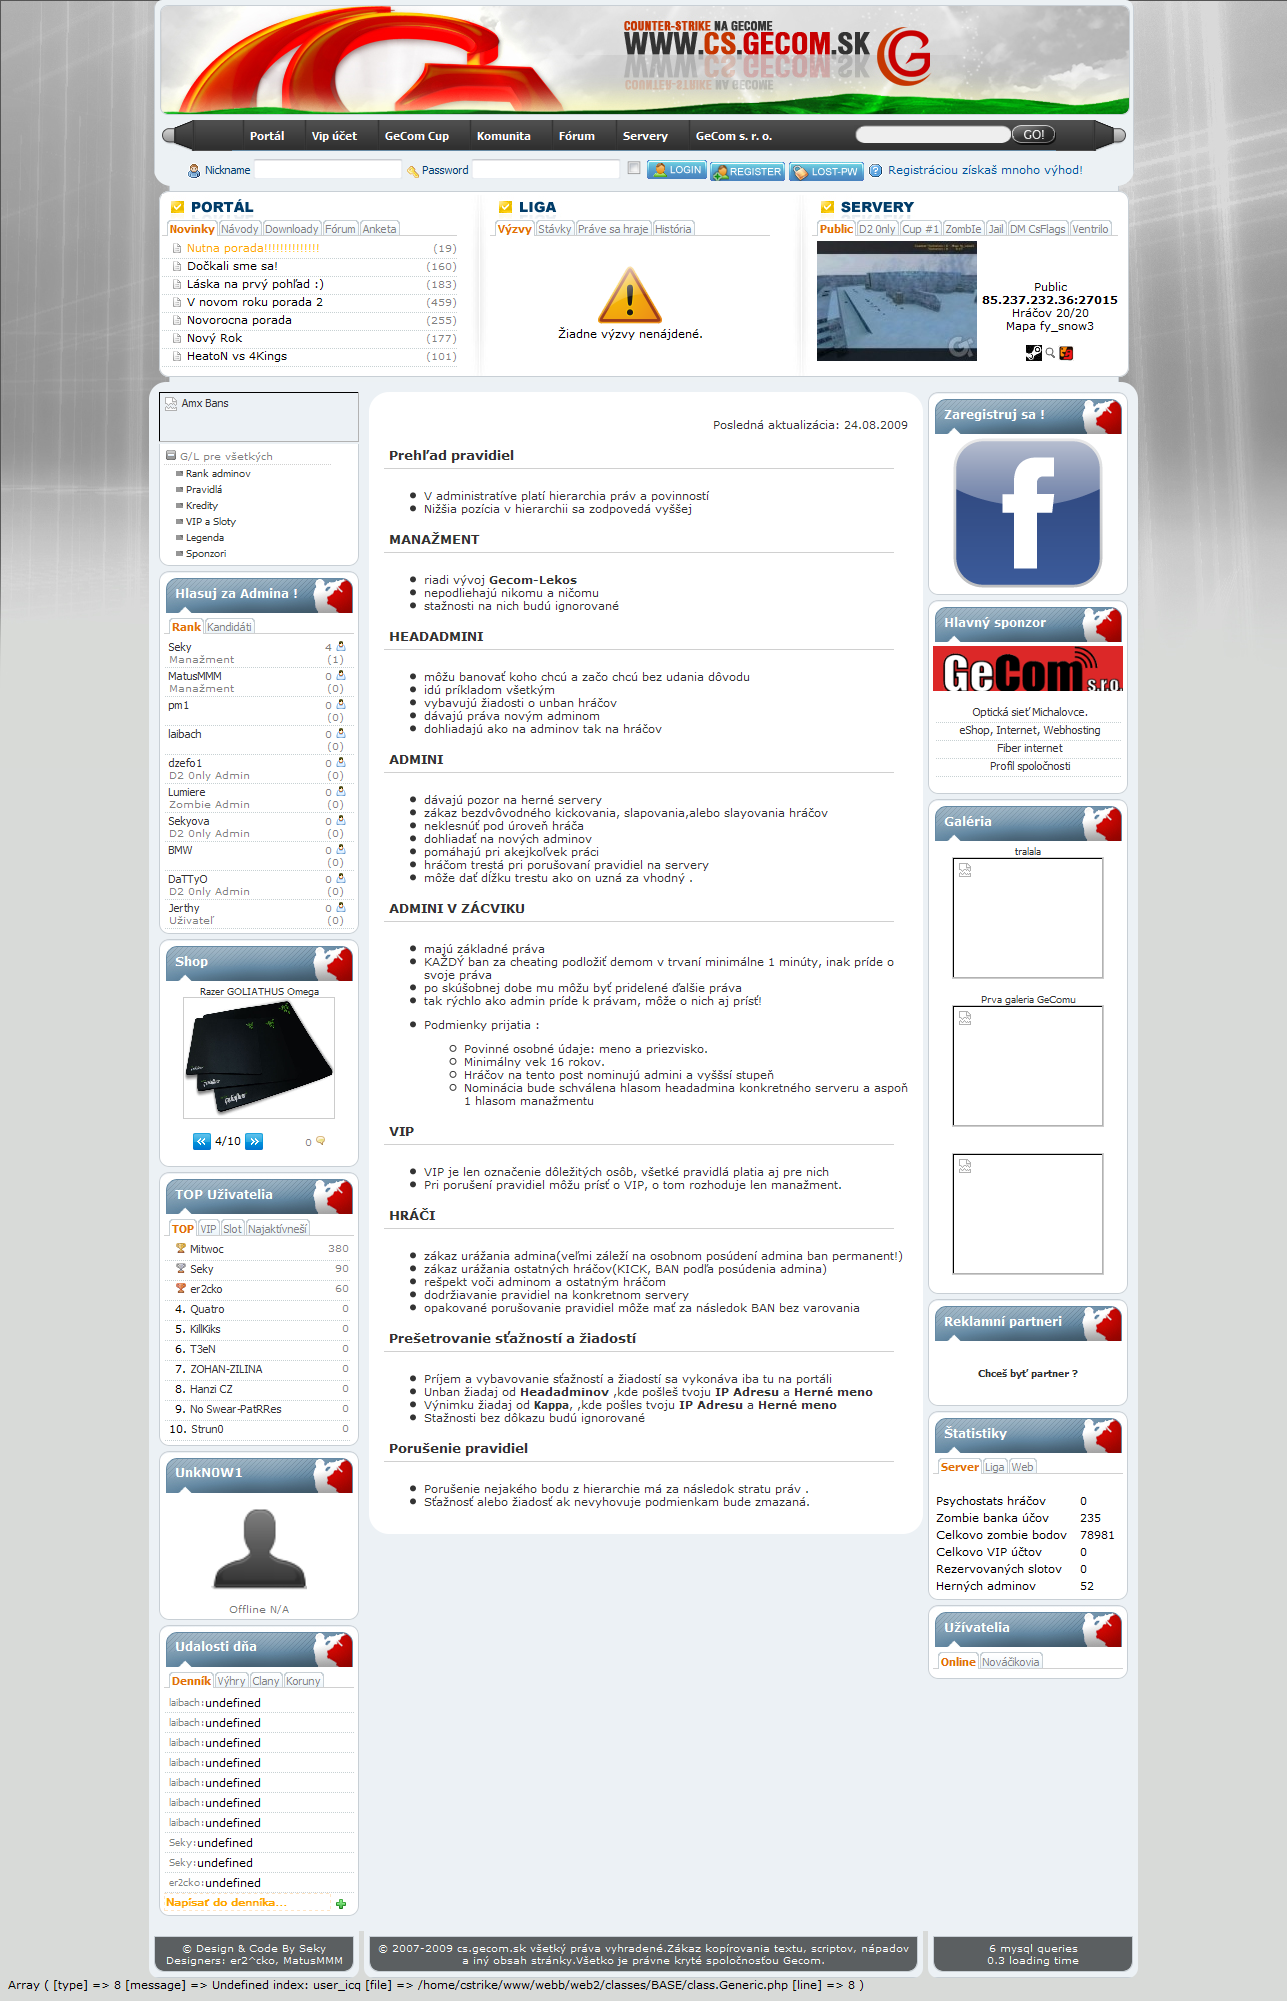 COUNTER-STRIKE NA GECOME
WWW.CS.GECOM.SK
Portál Vip účet GeCom Cup Komunita Fórum Servery GeCom s. r. o. GO!
Nickname Password LOGIN REGISTER LOST-PW Registráciou získaš mnoho výhod!
PORTÁL
Novinky Návody Downloady Fórum Anketa
Nutna porada!!!!!!!!!!!!!! (19)
Dočkali sme sa! (160)
Láska na prvý pohľad :) (183)
V novom roku porada 2 (459)
Novorocna porada (255)
Nový Rok (177)
HeatoN vs 4Kings (101)
LIGA
Výzvy Stávky Práve sa hraje História
Žiadne výzvy nenájdené.
SERVERY
Public D2 0nly Cup #1 ZombIe Jail DM CsFlags Ventrilo
Public
85.237.232.36:27015
Hráčov 20/20
Mapa fy_snow3
Amx Bans
G/L pre všetkých
Rank adminov
Pravidlá
Kredity
VIP a Sloty
Legenda
Sponzori
Hlasuj za Admina !
Rank Kandidáti
Seky 4
Manažment (1)
MatusMMM 0
Manažment (0)
pm1 0
(0)
laibach 0
(0)
dzefo1 0
D2 0nly Admin (0)
Lumiere 0
Zombie Admin (0)
Sekyova 0
D2 0nly Admin (0)
BMW 0
(0)
DaTTyO 0
D2 0nly Admin (0)
Jerthy 0
Uživateľ (0)
Shop
Razer GOLIATHUS Omega
4/10 0
TOP Uživatelia
TOP VIP Slot Najaktívneší
Mitwoc 380
Seky 90
er2cko 60
4. Quatro 0
5. KillKiks 0
6. T3eN 0
7. ZOHAN-ZILINA 0
8. Hanzi CZ 0
9. No Swear-PatRRes 0
10. Strun0 0
UnkN0W1
Offline N/A
Udalosti dňa
Denník Výhry Clany Koruny
laibach:undefined
laibach:undefined
laibach:undefined
laibach:undefined
laibach:undefined
laibach:undefined
laibach:undefined
Seky:undefined
Seky:undefined
er2cko:undefined
Napísať do denníka...
Posledná aktualizácia: 24.08.2009
Prehľad pravidiel
V administratíve platí hierarchia práv a povinností
Nižšia pozícia v hierarchii sa zodpovedá vyššej
MANAŽMENT
riadi vývoj Gecom-Lekos
nepodliehajú nikomu a ničomu
stažnosti na nich budú ignorované
HEADADMINI
môžu banovať koho chcú a začo chcú bez udania dôvodu
idú príkladom všetkým
vybavujú žiadosti o unban hráčov
dávajú práva novým adminom
dohliadajú ako na adminov tak na hráčov
ADMINI
dávajú pozor na herné servery
zákaz bezdvôvodného kickovania, slapovania,alebo slayovania hráčov
neklesnúť pod úroveň hráča
dohliadať na nových adminov
pomáhajú pri akejkoľvek práci
hráčom trestá pri porušovaní pravidiel na servery
môže dať dĺžku trestu ako on uzná za vhodný .
ADMINI V ZÁCVIKU
majú základné práva
KAŽDÝ ban za cheating podložiť demom v trvaní minimálne 1 minúty, inak príde o
svoje práva
po skúšobnej dobe mu môžu byť pridelené ďalšie práva
tak rýchlo ako admin príde k právam, môže o nich aj prísť!
Podmienky prijatia :
Povinné osobné údaje: meno a priezvisko.
Minimálny vek 16 rokov.
Hráčov na tento post nominujú admini a vyššší stupeň
Nominácia bude schválena hlasom headadmina konkretného serveru a aspoň
1 hlasom manažmentu
VIP
VIP je len označenie dôležitých osôb, všetké pravidlá platia aj pre nich
Pri porušení pravidiel môžu prísť o VIP, o tom rozhoduje len manažment.
HRÁČI
zákaz urážania admina(veľmi záleží na osobnom posúdení admina ban permanent!)
zákaz urážania ostatných hráčov(KICK, BAN podľa posúdenia admina)
rešpekt voči adminom a ostatným hráčom
dodržiavanie pravidiel na konkretnom servery
opakované porušovanie pravidiel môže mať za následok BAN bez varovania
Prešetrovanie sťažností a žiadostí
Príjem a vybavovanie sťažností a žiadostí sa vykonáva iba tu na portáli
Unban žiadaj od Headadminov ,kde pošleš tvoju IP Adresu a Herné meno
Výnimku žiadaj od Kappa, ,kde pošles tvoju IP Adresu a Herné meno
Stažnosti bez dôkazu budú ignorované
Porušenie pravidiel
Porušenie nejakého bodu z hierarchie má za následok stratu práv .
Sťažnosť alebo žiadosť ak nevyhovuje podmienkam bude zmazaná.
Zaregistruj sa !
Hlavný sponzor
GeCom s.r.o.
Optická sieť Michalovce.
eShop, Internet, Webhosting
Fiber internet
Profil spoločnosti
Galéria
tralala
Prva galeria GeComu
Reklamní partneri
Chceš byť partner ?
Štatistiky
Server Liga Web
Psychostats hráčov 0
Zombie banka účov 235
Celkovo zombie bodov 78981
Celkovo VIP účtov 0
Rezervovaných slotov 0
Herných adminov 52
Užívatelia
Online Nováčikovia
© Design & Code By Seky
Designers: er2^cko, MatusMMM
© 2007-2009 cs.gecom.sk všetký práva vyhradené.Zákaz kopírovania textu, scriptov, nápadov
a iný obsah stránky.Všetko je právne kryté spoločnosťou Gecom.
6 mysql queries
0.3 loading time
Array ( [type] => 8 [message] => Undefined index: user_icq [file] => /home/cstrike/www/webb/web2/classes/BASE/class.Generic.php [line] => 8 )